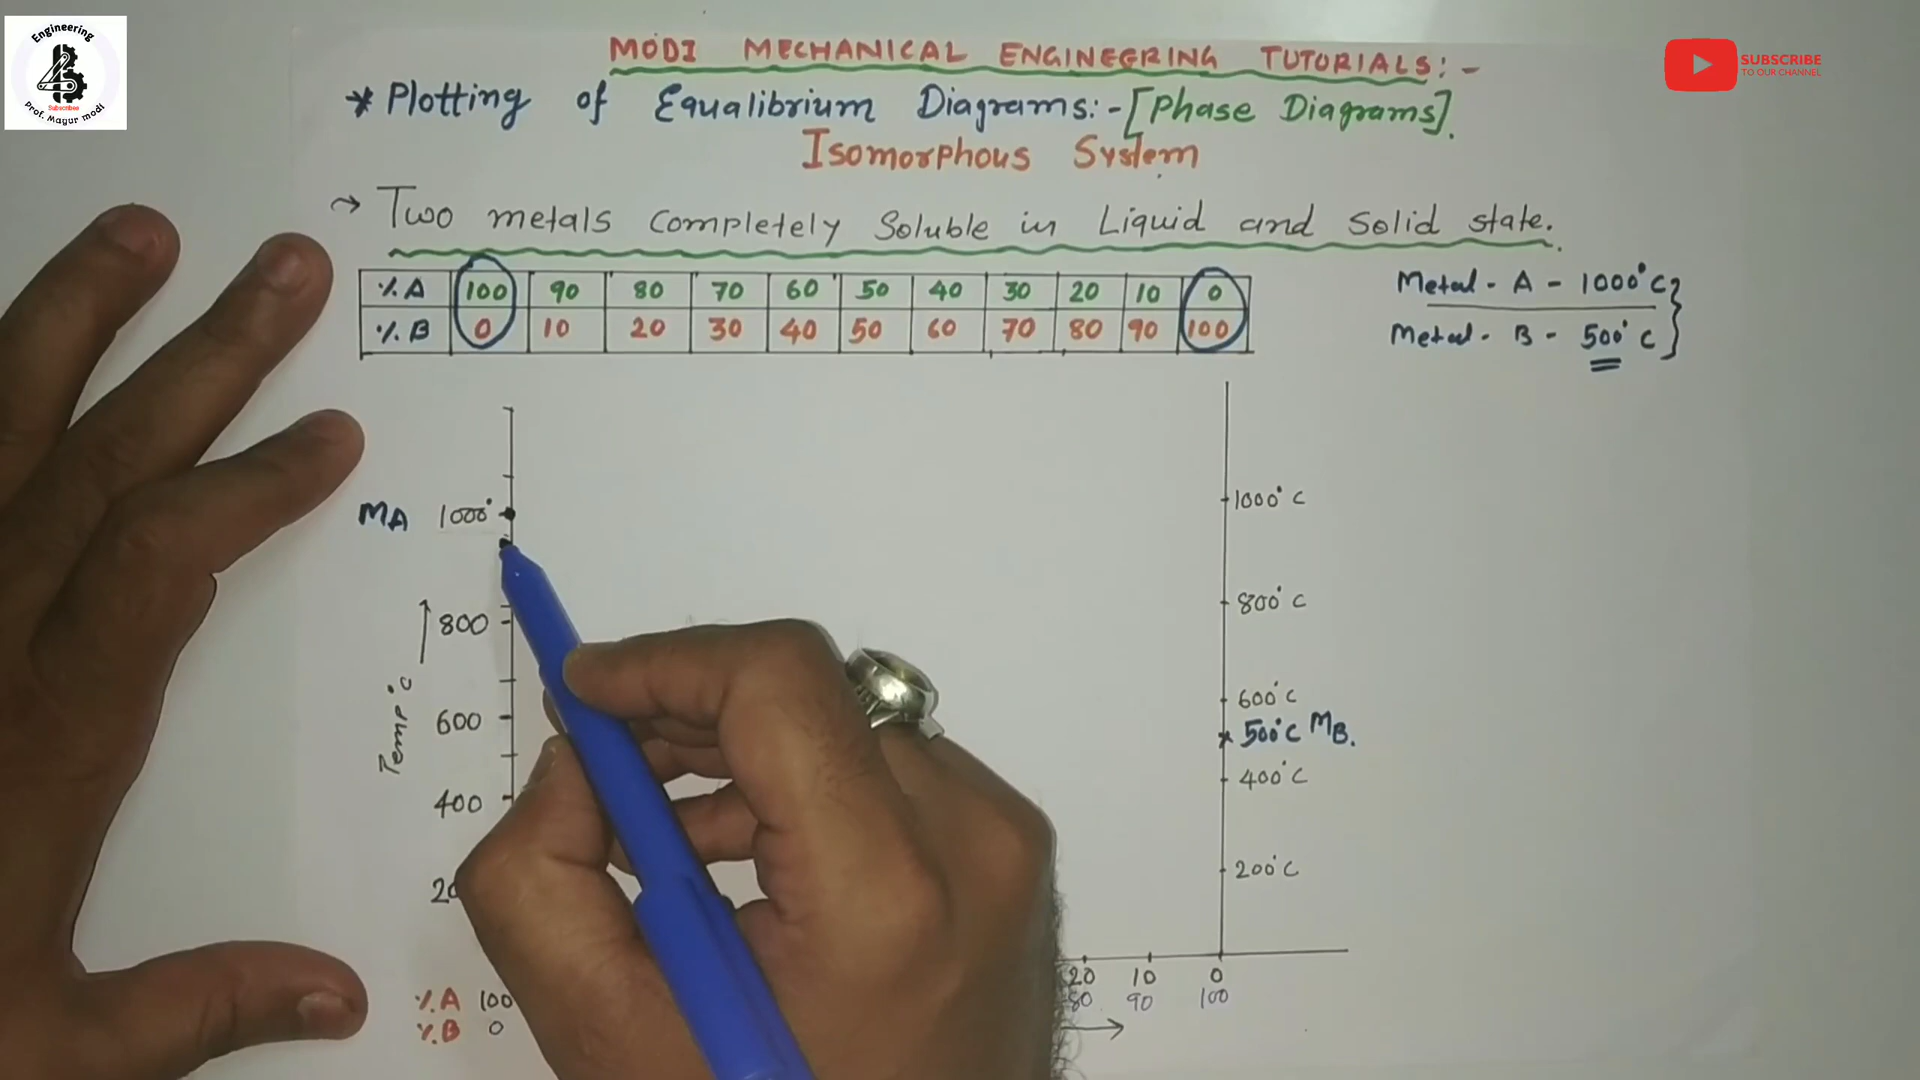 Engineering
Subscribe
Prof. Mayur modi
SUBSCRIBE
TO OUR CHANNEL
MODI MECHANICAL ENGINEERING TUTORIALS:-
* Plotting of Equalibrium Diagrams:- [Phase Diagrams].
Isomorphous System
→ Two metals Completely Soluble in Liquid and Solid state.
%A 100 90 80 70 60 50 40 30 20 10 0
%B 0 10 20 30 40 50 60 70 80 90 100
Metal - A - 1000°C
Metal - B - 500°C
MA 1000°
800
600
400
Temp °C
1000°C
800°C
600°C
500°C MB.
400°C
200°C
20 10 0
%A 100
80 90 100
%B 0